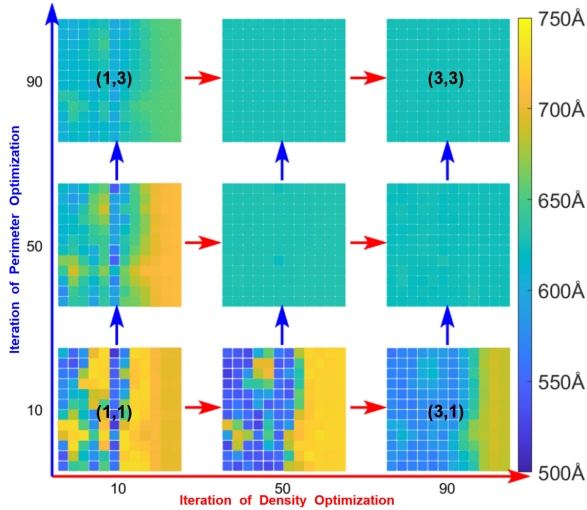 750Å
(1,3)
(3,3)
90
700Å
Iteration of Perimeter Optimization
650Å
50
600Å
550Å
10
(1,1)
(3,1)
500Å
10
50
90
Iteration of Density Optimization